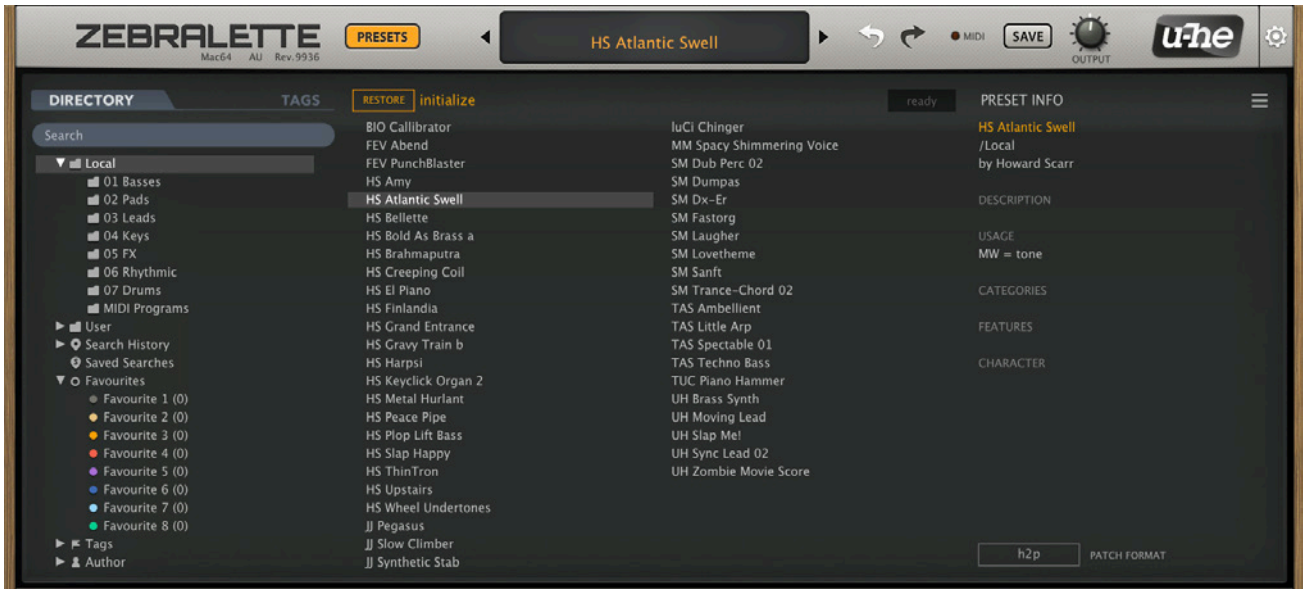 ZEBRALETTE
Mac64 AU Rev.9936
PRESETS
HS Atlantic Swell
MIDI
SAVE
OUTPUT
u-he
DIRECTORY
TAGS
Search
Local
01 Basses
02 Pads
03 Leads
04 Keys
05 FX
06 Rhythmic
07 Drums
MIDI Programs
User
Search History
Saved Searches
Favourites
Favourite 1 (0)
Favourite 2 (0)
Favourite 3 (0)
Favourite 4 (0)
Favourite 5 (0)
Favourite 6 (0)
Favourite 7 (0)
Favourite 8 (0)
Tags
Author
RESTORE initialize
ready
BIO Callibrator
FEV Abend
FEV PunchBlaster
HS Amy
HS Atlantic Swell
HS Bellette
HS Bold As Brass a
HS Brahmaputra
HS Creeping Coil
HS El Piano
HS Finlandia
HS Grand Entrance
HS Gravy Train b
HS Harpsi
HS Keyclick Organ 2
HS Metal Hurlant
HS Peace Pipe
HS Plop Lift Bass
HS Slap Happy
HS ThinTron
HS Upstairs
HS Wheel Undertones
JJ Pegasus
JJ Slow Climber
JJ Synthetic Stab
luCi Chinger
MM Spacy Shimmering Voice
SM Dub Perc 02
SM Dumpas
SM Dx-Er
SM Fastorg
SM Laugher
SM Lovetheme
SM Sanft
SM Trance-Chord 02
TAS Ambellient
TAS Little Arp
TAS Spectable 01
TAS Techno Bass
TUC Piano Hammer
UH Brass Synth
UH Moving Lead
UH Slap Me!
UH Sync Lead 02
UH Zombie Movie Score
PRESET INFO
HS Atlantic Swell
/Local
by Howard Scarr
DESCRIPTION
USAGE
MW = tone
CATEGORIES
FEATURES
CHARACTER
h2p
PATCH FORMAT